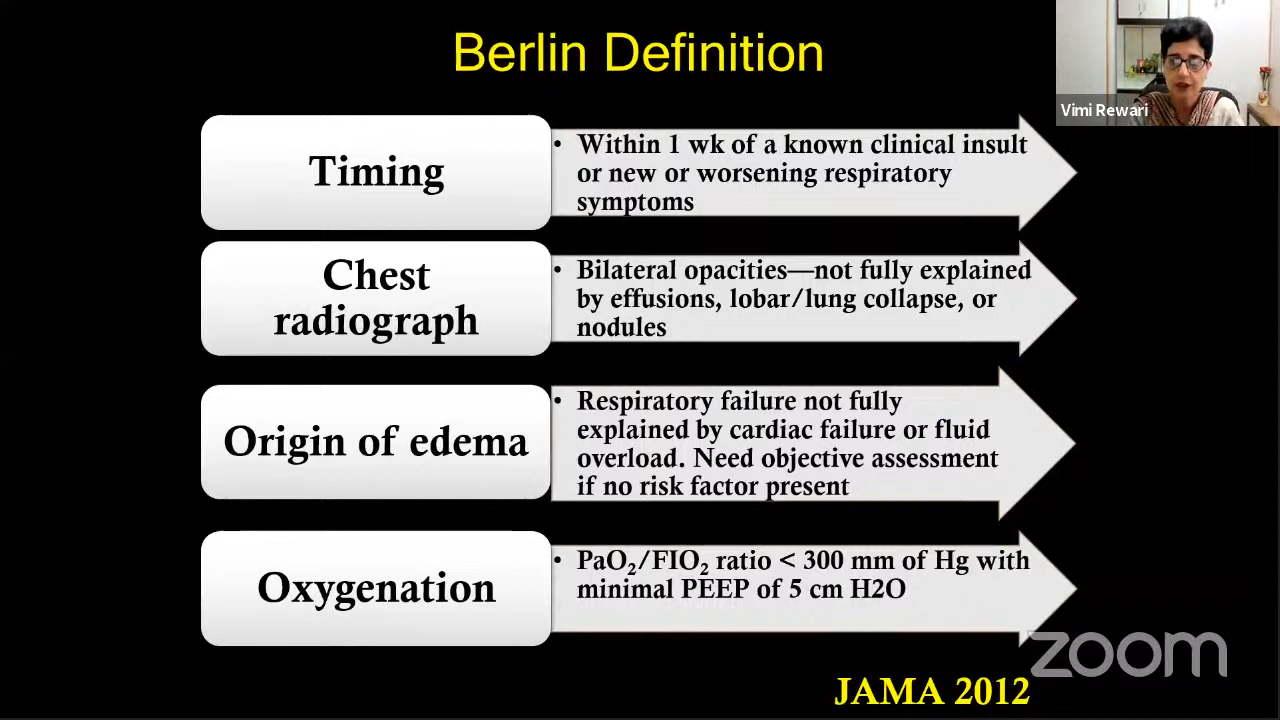 Berlin Definition
Vimi Rewari
Timing
• Within 1 wk of a known clinical insult
or new or worsening respiratory
symptoms
Chest
radiograph
• Bilateral opacities—not fully explained
by effusions, lobar/lung collapse, or
nodules
Origin of edema
• Respiratory failure not fully
explained by cardiac failure or fluid
overload. Need objective assessment
if no risk factor present
Oxygenation
• PaO₂/FIO₂ ratio < 300 mm of Hg with
minimal PEEP of 5 cm H2O
zoom
JAMA 2012